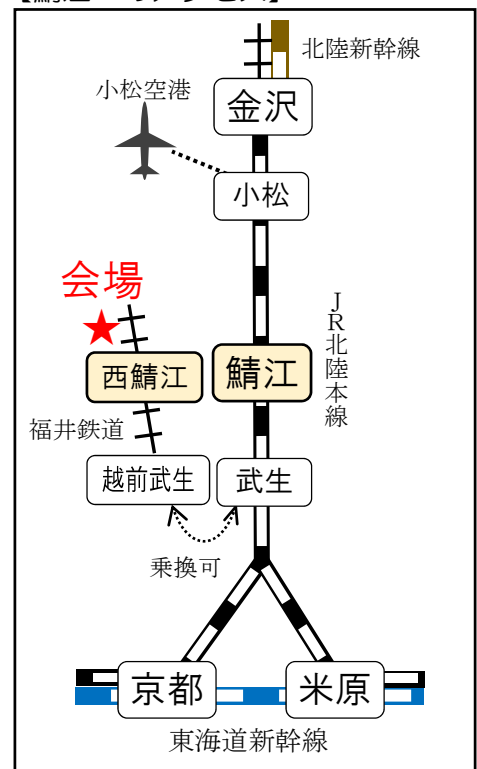 北陸新幹線
小松空港
金沢
小松
会場
JR北陸本線
西鯖江
鯖江
福井鉄道
越前武生
武生
乗換可
京都
米原
東海道新幹線